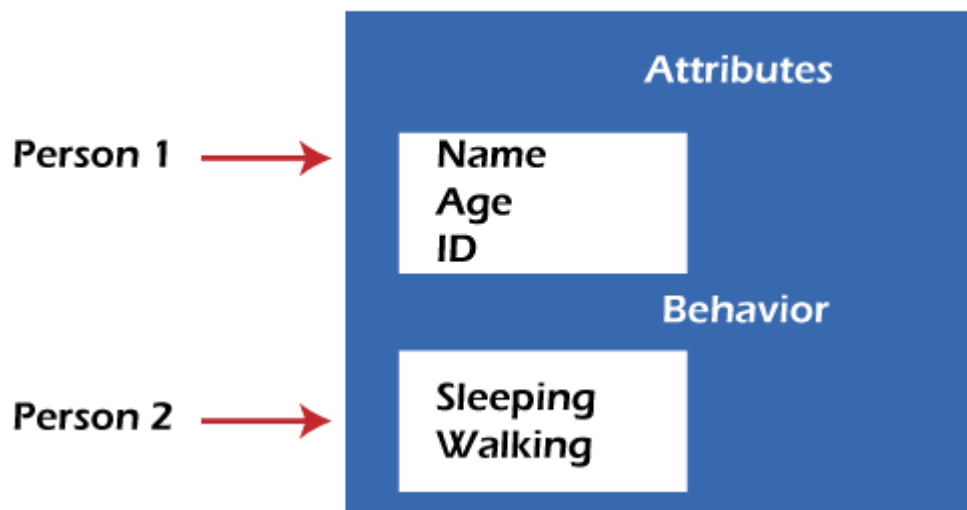 Attributes
Person 1
Name
Age
ID
Behavior
Person 2
Sleeping
Walking